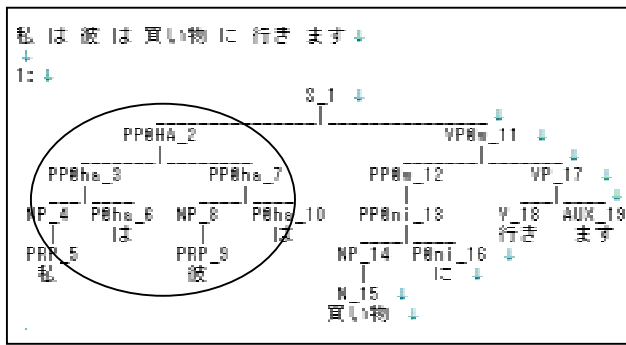 私 は 彼 は 買い物 に 行き ます↓
↓
1:↓
S_1 ↓
↓
PP@HA_2 VP@w_11 ↓
↓
PP@ha_3 PP@ha_7 PP@w_12 VP_17 ↓
↓
NP_4 P@ha_6 NP_8 P@ha_10 PP@ni_13 V_18 AUX_19 ↓
は は 行き ます ↓
PRP_5 PRP_9 NP_14 P@ni_16 ↓
私 彼 に ↓
N_15 ↓
買い物 ↓